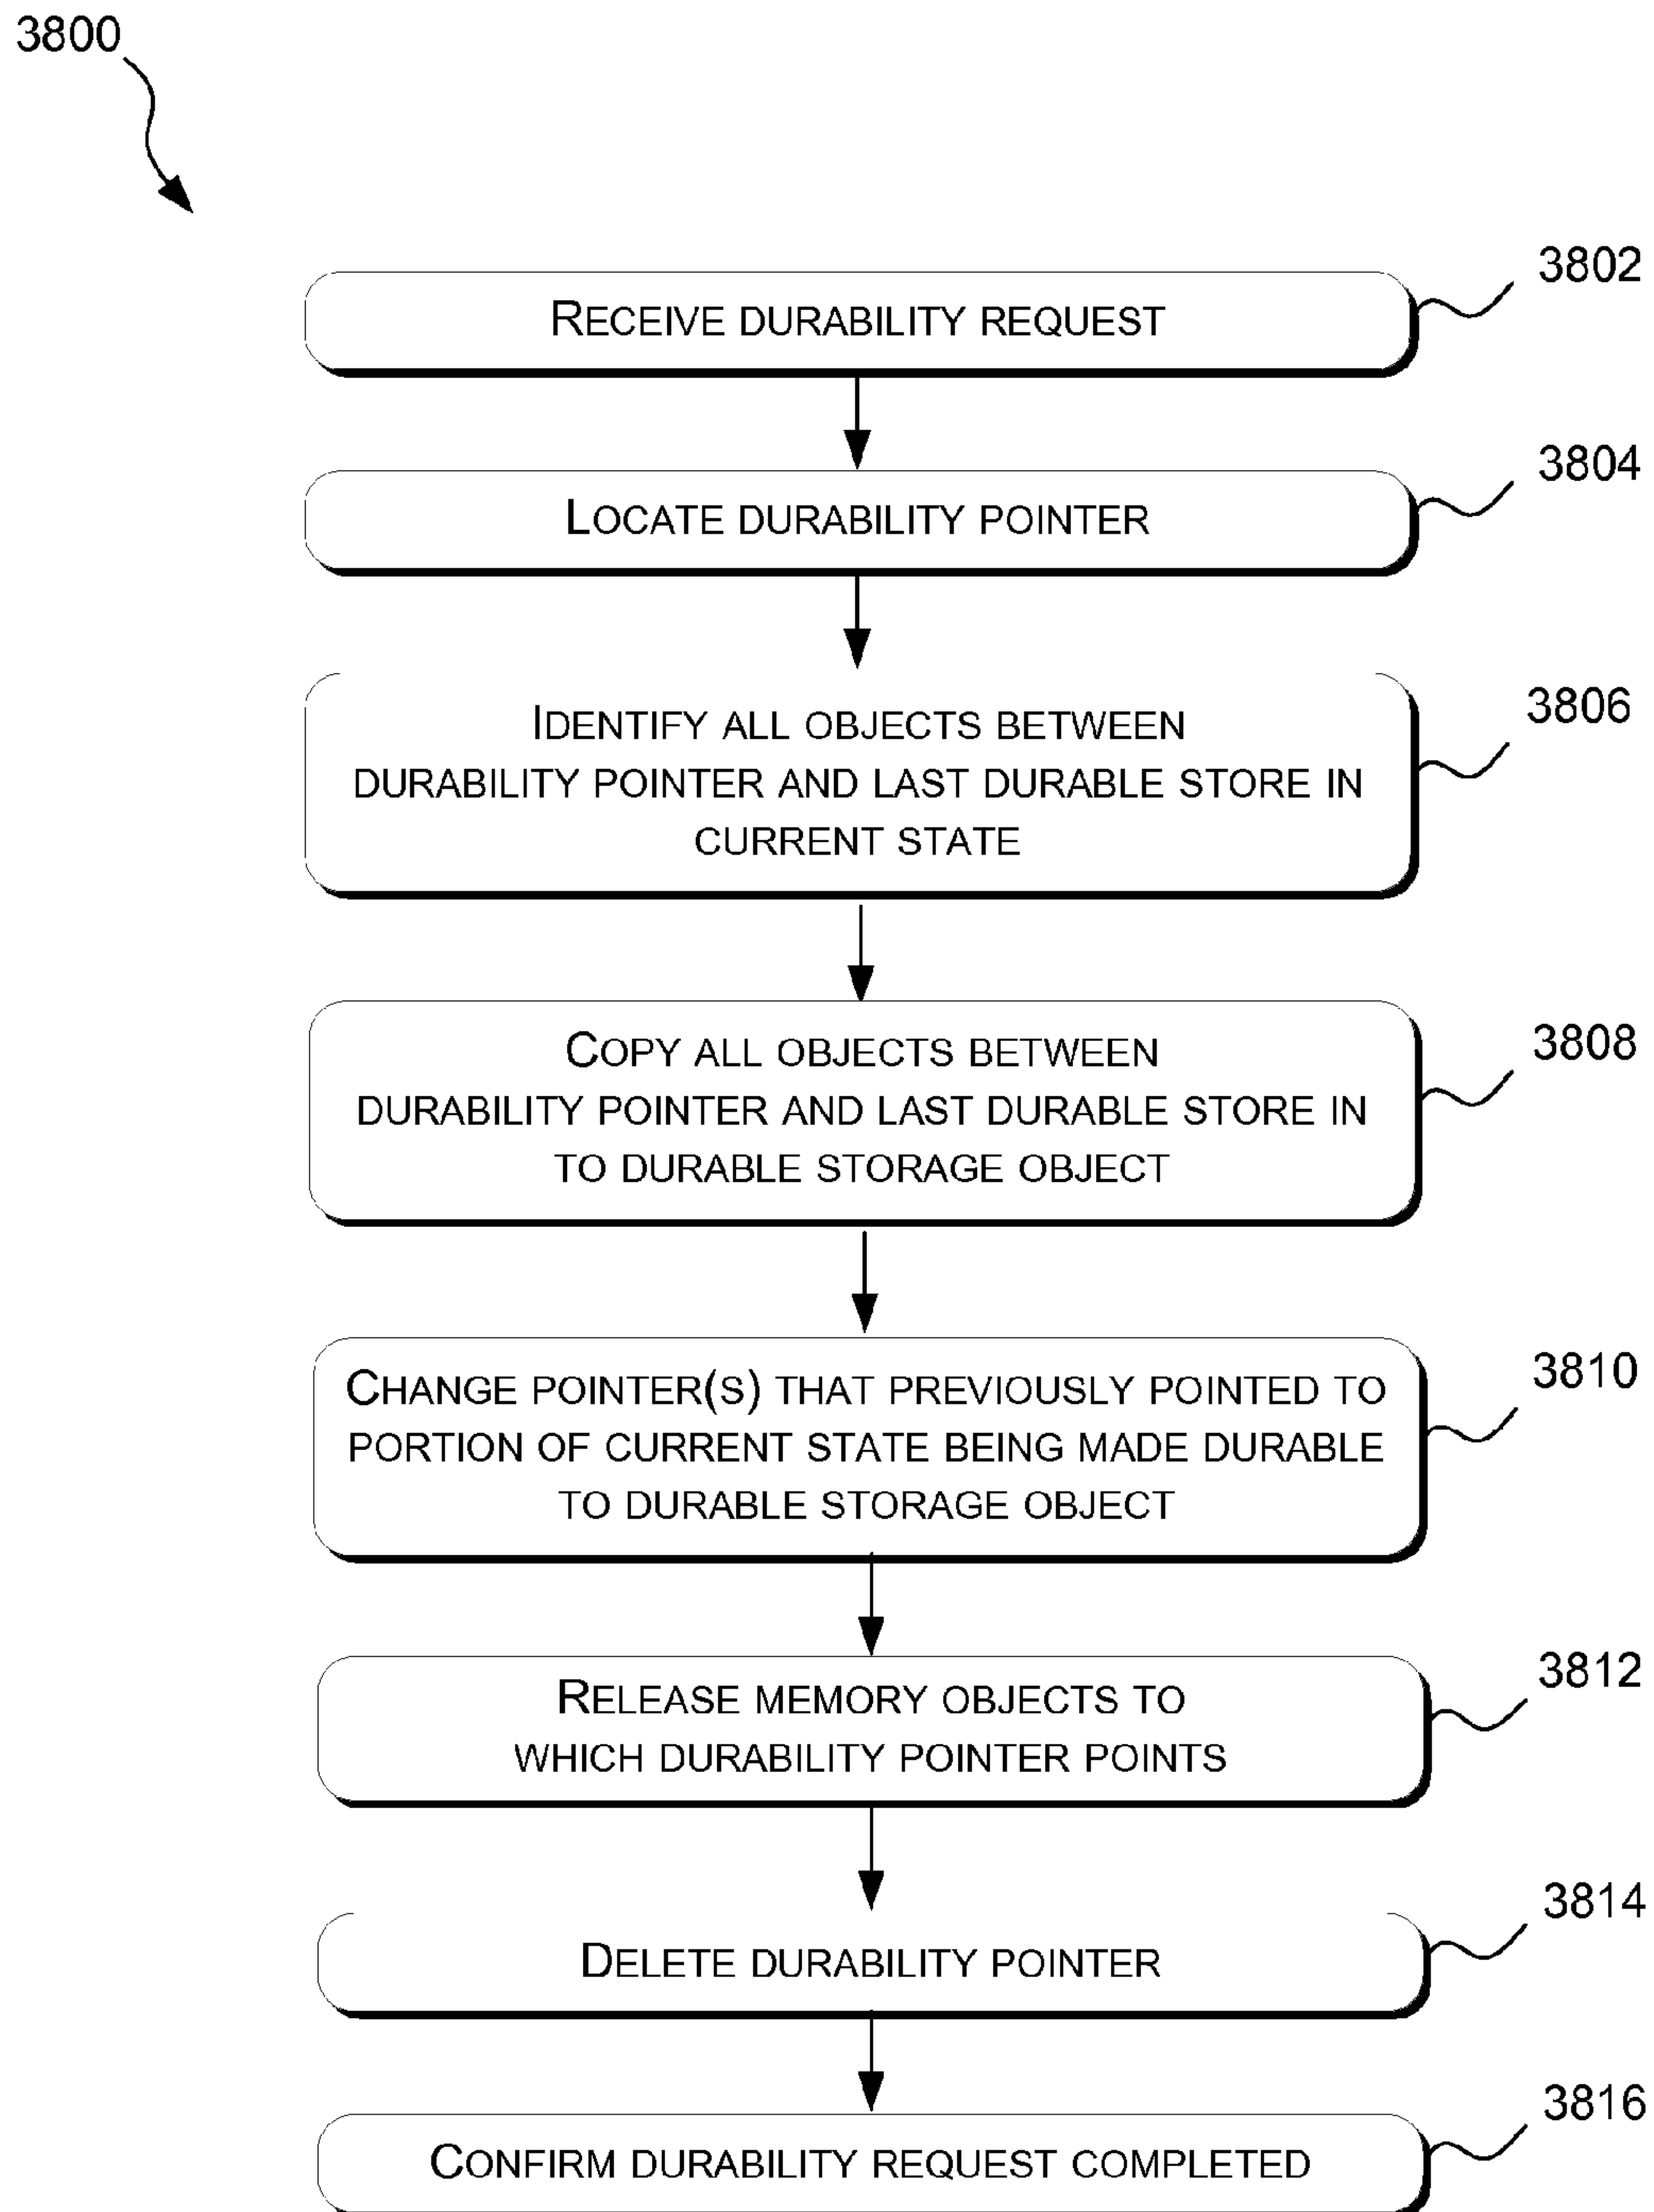 3800
3802
RECEIVE DURABILITY REQUEST
3804
LOCATE DURABILITY POINTER
3806
IDENTIFY ALL OBJECTS BETWEEN
DURABILITY POINTER AND LAST DURABLE STORE IN
CURRENT STATE
3808
COPY ALL OBJECTS BETWEEN
DURABILITY POINTER AND LAST DURABLE STORE IN
TO DURABLE STORAGE OBJECT
3810
CHANGE POINTER(S) THAT PREVIOUSLY POINTED TO
PORTION OF CURRENT STATE BEING MADE DURABLE
TO DURABLE STORAGE OBJECT
3812
RELEASE MEMORY OBJECTS TO
WHICH DURABILITY POINTER POINTS
3814
DELETE DURABILITY POINTER
3816
CONFIRM DURABILITY REQUEST COMPLETED